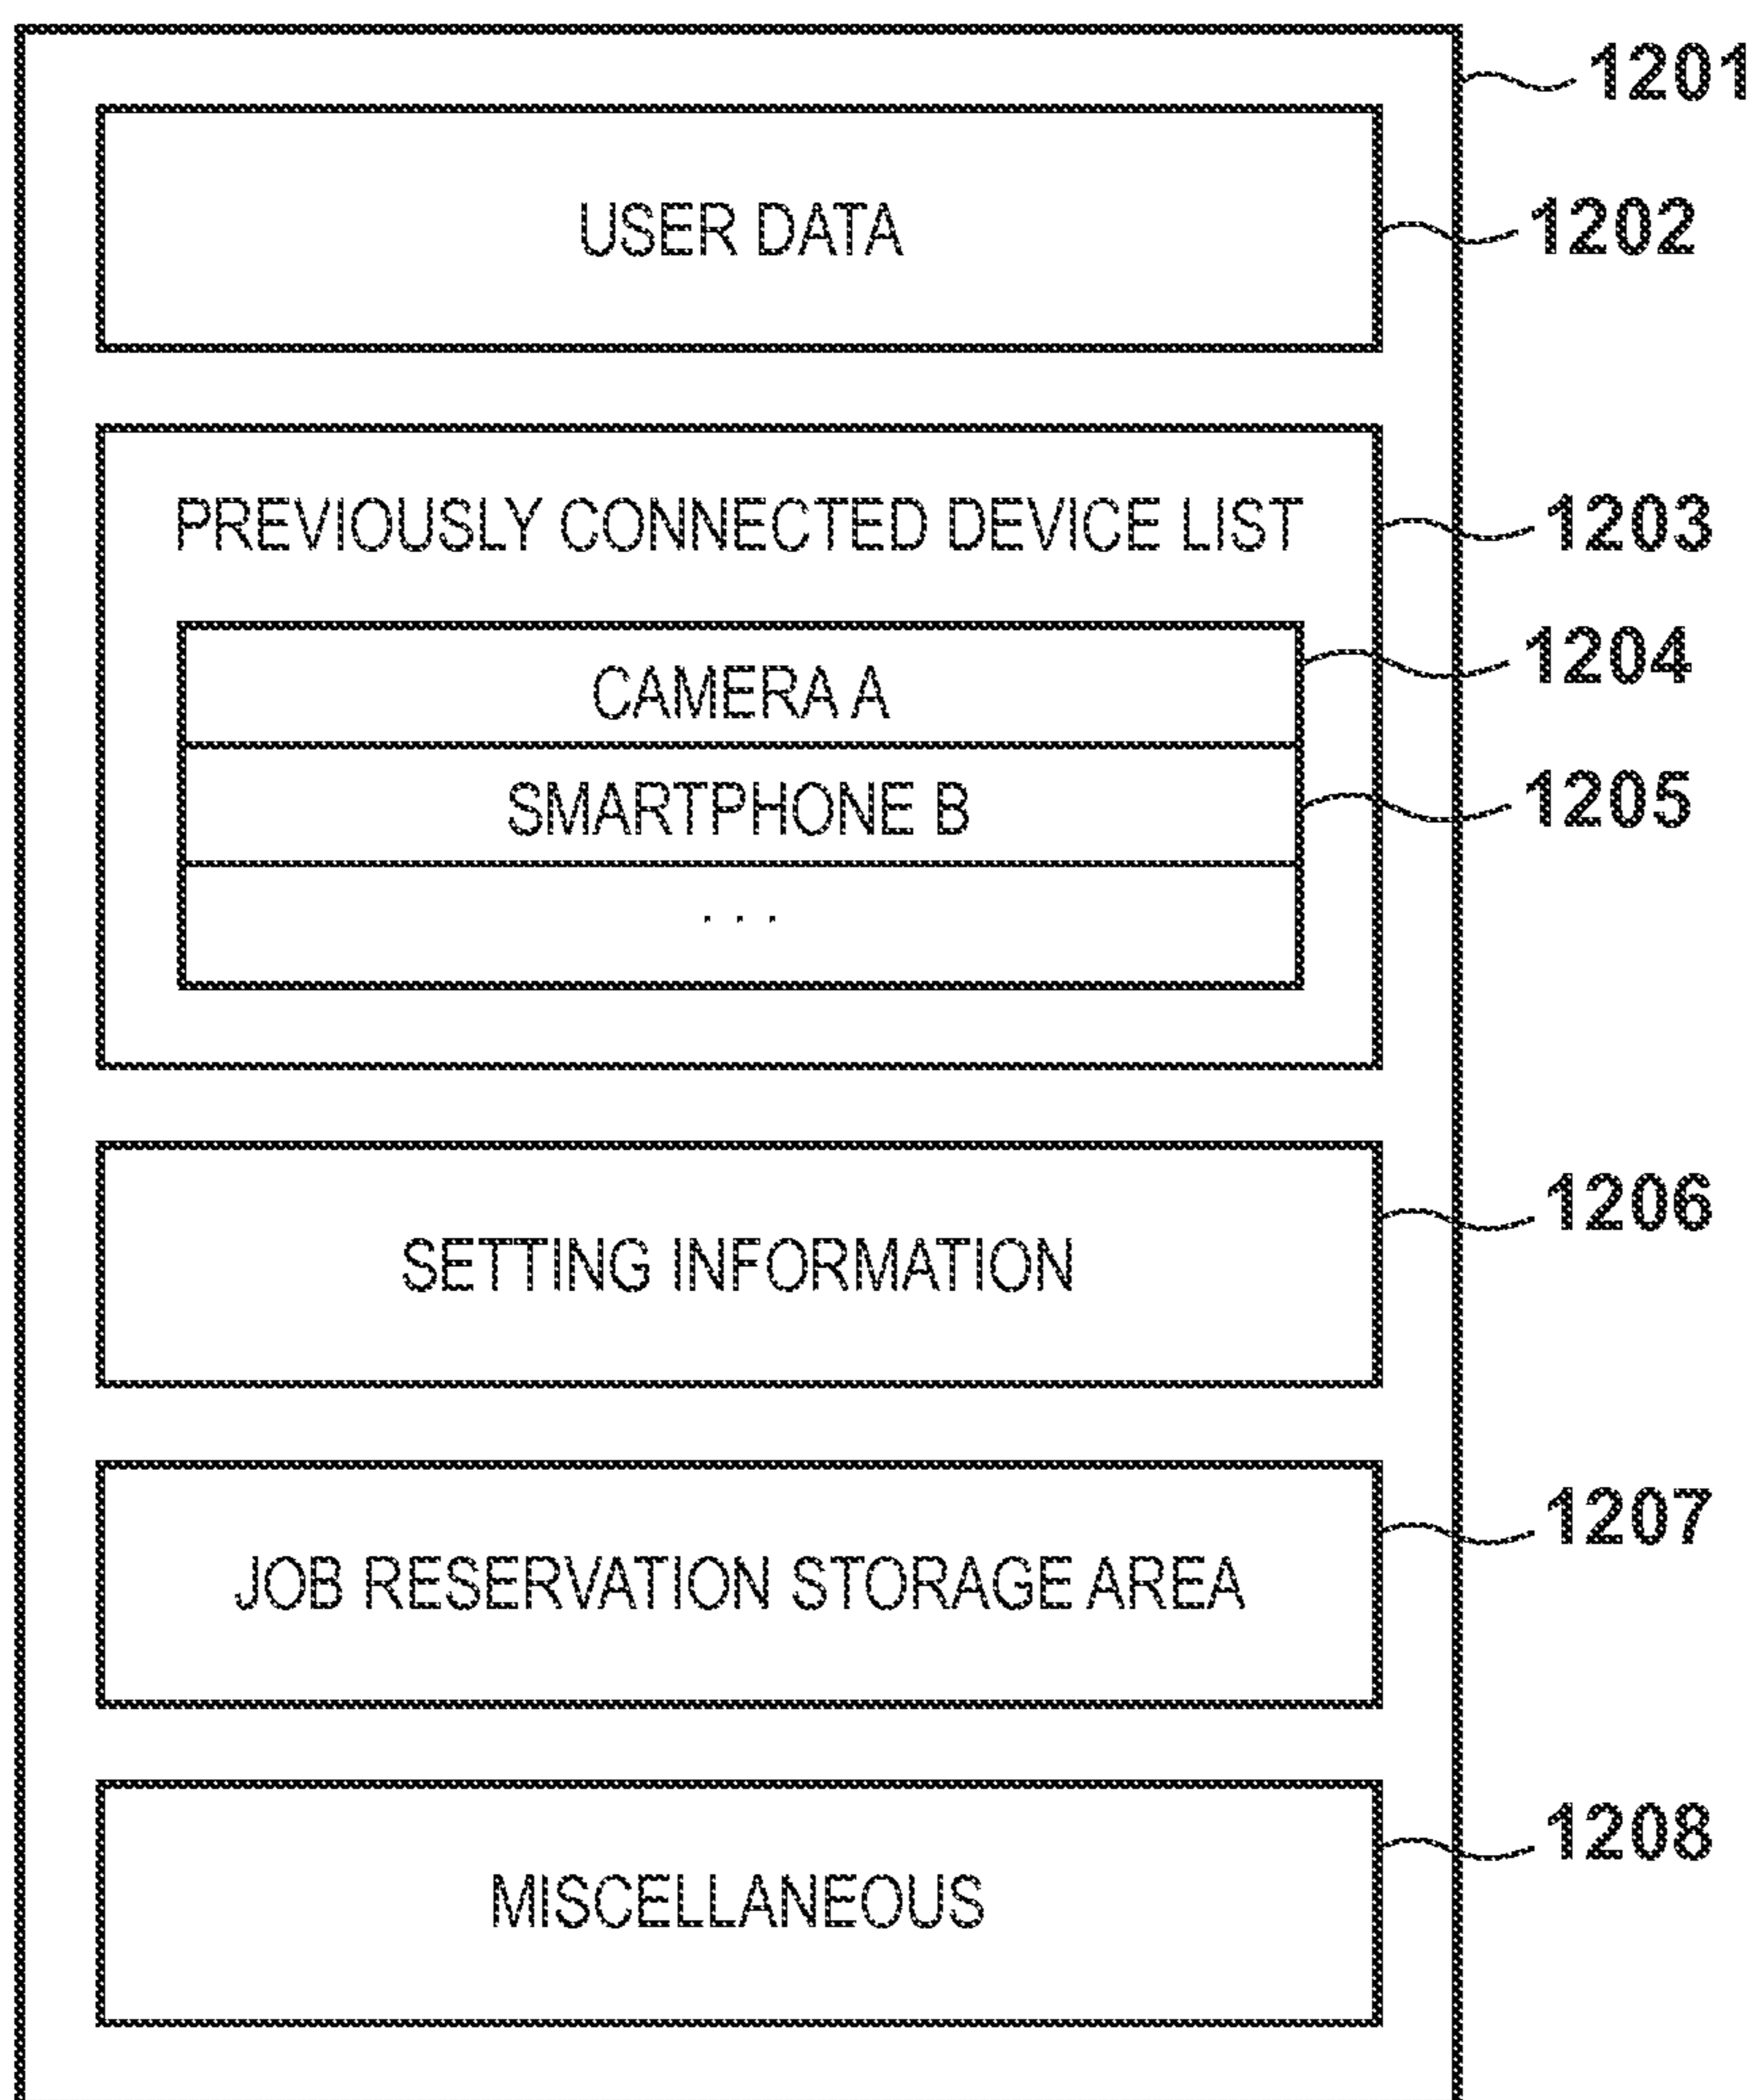 1201
USER DATA
1202
PREVIOUSLY CONNECTED DEVICE LIST
1203
CAMERA A
1204
SMARTPHONE B
1205
. . .
SETTING INFORMATION
1206
JOB RESERVATION STORAGE AREA
1207
MISCELLANEOUS
1208